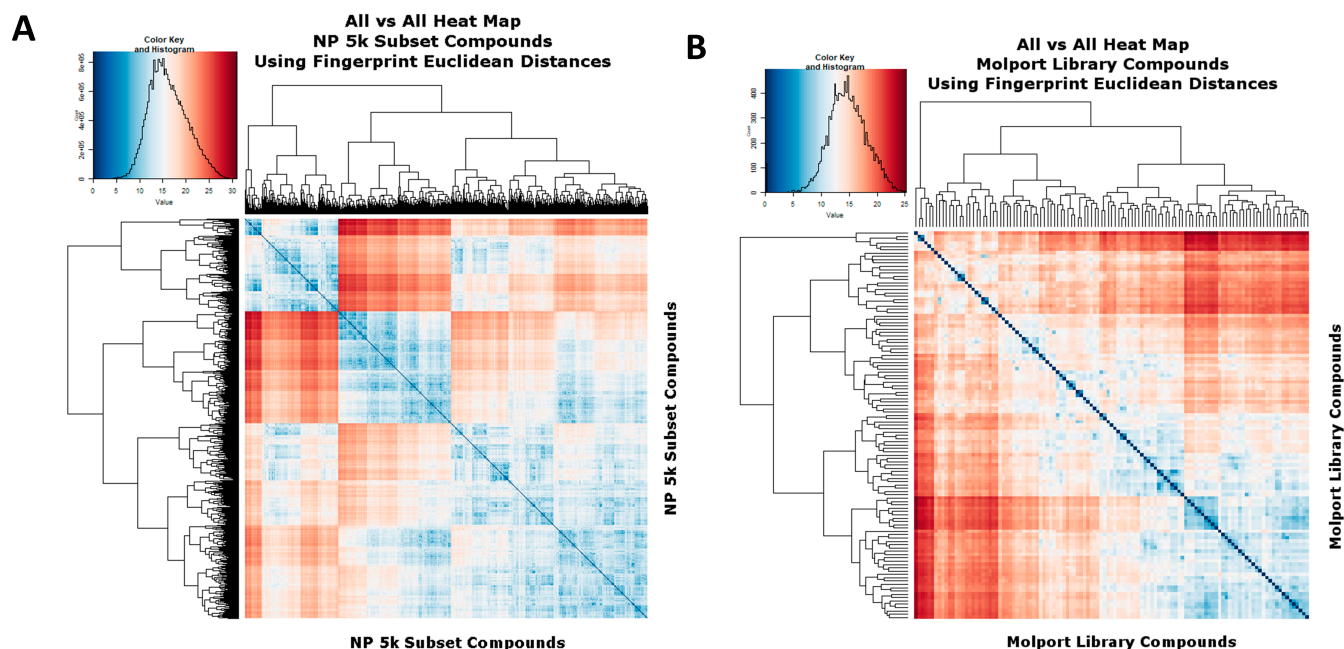 A
All vs All Heat Map
NP 5k Subset Compounds
Using Fingerprint Euclidean Distances
Color Key
and Histogram
Count
0
2e+05
4e+05
6e+05
8e+05
0 5 10 15 20 25 30
Value
NP 5k Subset Compounds
NP 5k Subset Compounds
B
All vs All Heat Map
Molport Library Compounds
Using Fingerprint Euclidean Distances
Color Key
and Histogram
Count
0 100 200 300 400
0 5 10 15 20 25
Value
Molport Library Compounds
Molport Library Compounds